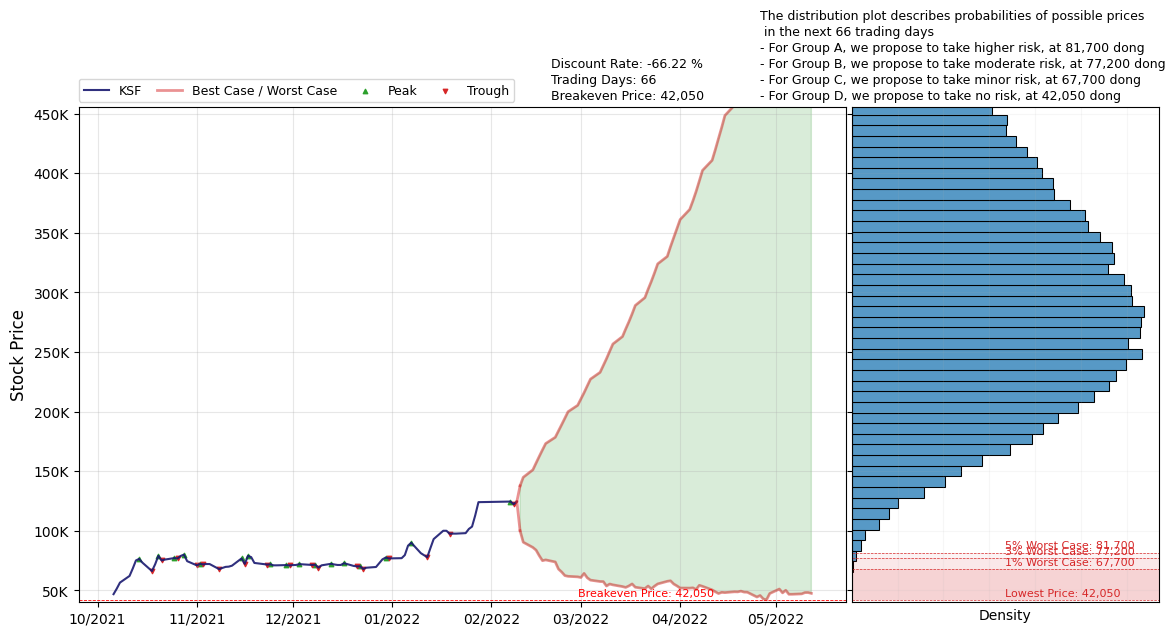 The distribution plot describes probabilities of possible prices
in the next 66 trading days
- For Group A, we propose to take higher risk, at 81,700 dong
- For Group B, we propose to take moderate risk, at 77,200 dong
- For Group C, we propose to take minor risk, at 67,700 dong
- For Group D, we propose to take no risk, at 42,050 dong
Discount Rate: -66.22 %
Trading Days: 66
Breakeven Price: 42,050
KSF
Best Case / Worst Case
Peak
Trough
Stock Price
450K
400K
350K
300K
250K
200K
150K
100K
50K
10/2021
11/2021
12/2021
01/2022
02/2022
03/2022
04/2022
05/2022
Breakeven Price: 42,050
5% Worst Case: 81,700
3% Worst Case: 77,200
1% Worst Case: 67,700
Lowest Price: 42,050
Density